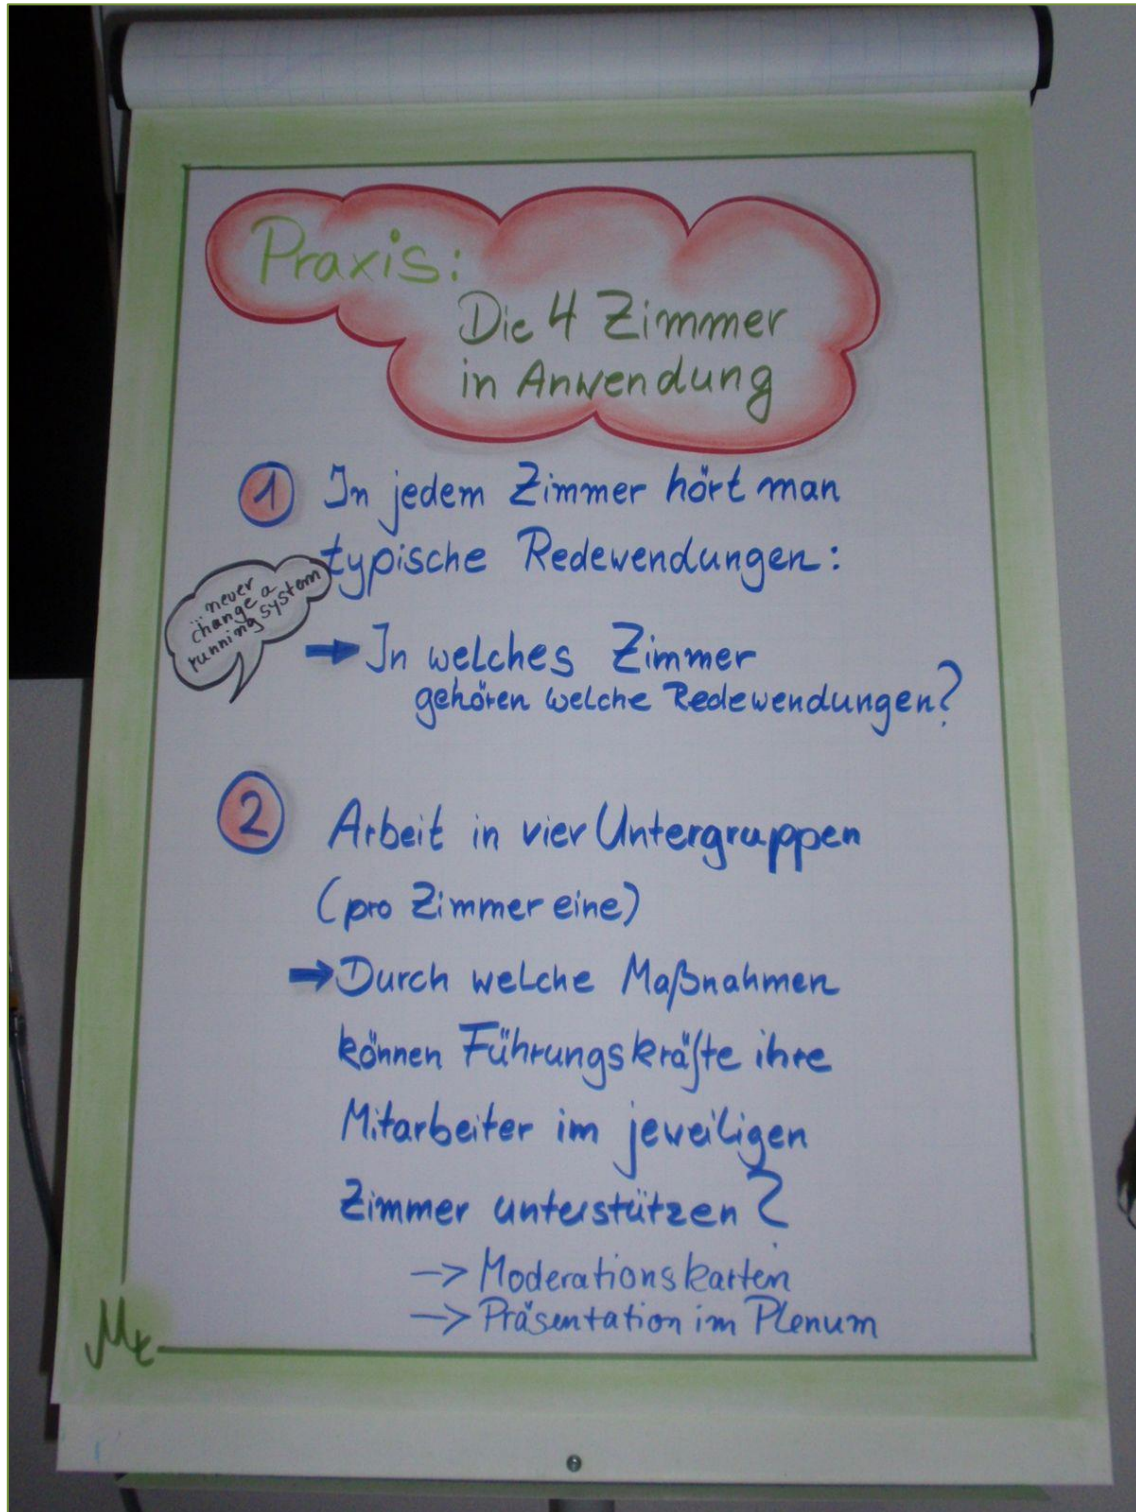 Praxis:
Die 4 Zimmer
in Anwendung
1 In jedem Zimmer hört man
typische Redewendungen:
...never
change a
running system
→ In welches Zimmer
gehören welche Redewendungen?
2 Arbeit in vier Untergruppen
(pro Zimmer eine)
→ Durch welche Maßnahmen
können Führungskräfte ihre
Mitarbeiter im jeweiligen
Zimmer unterstützen?
-> Moderationskarten
-> Präsentation im Plenum